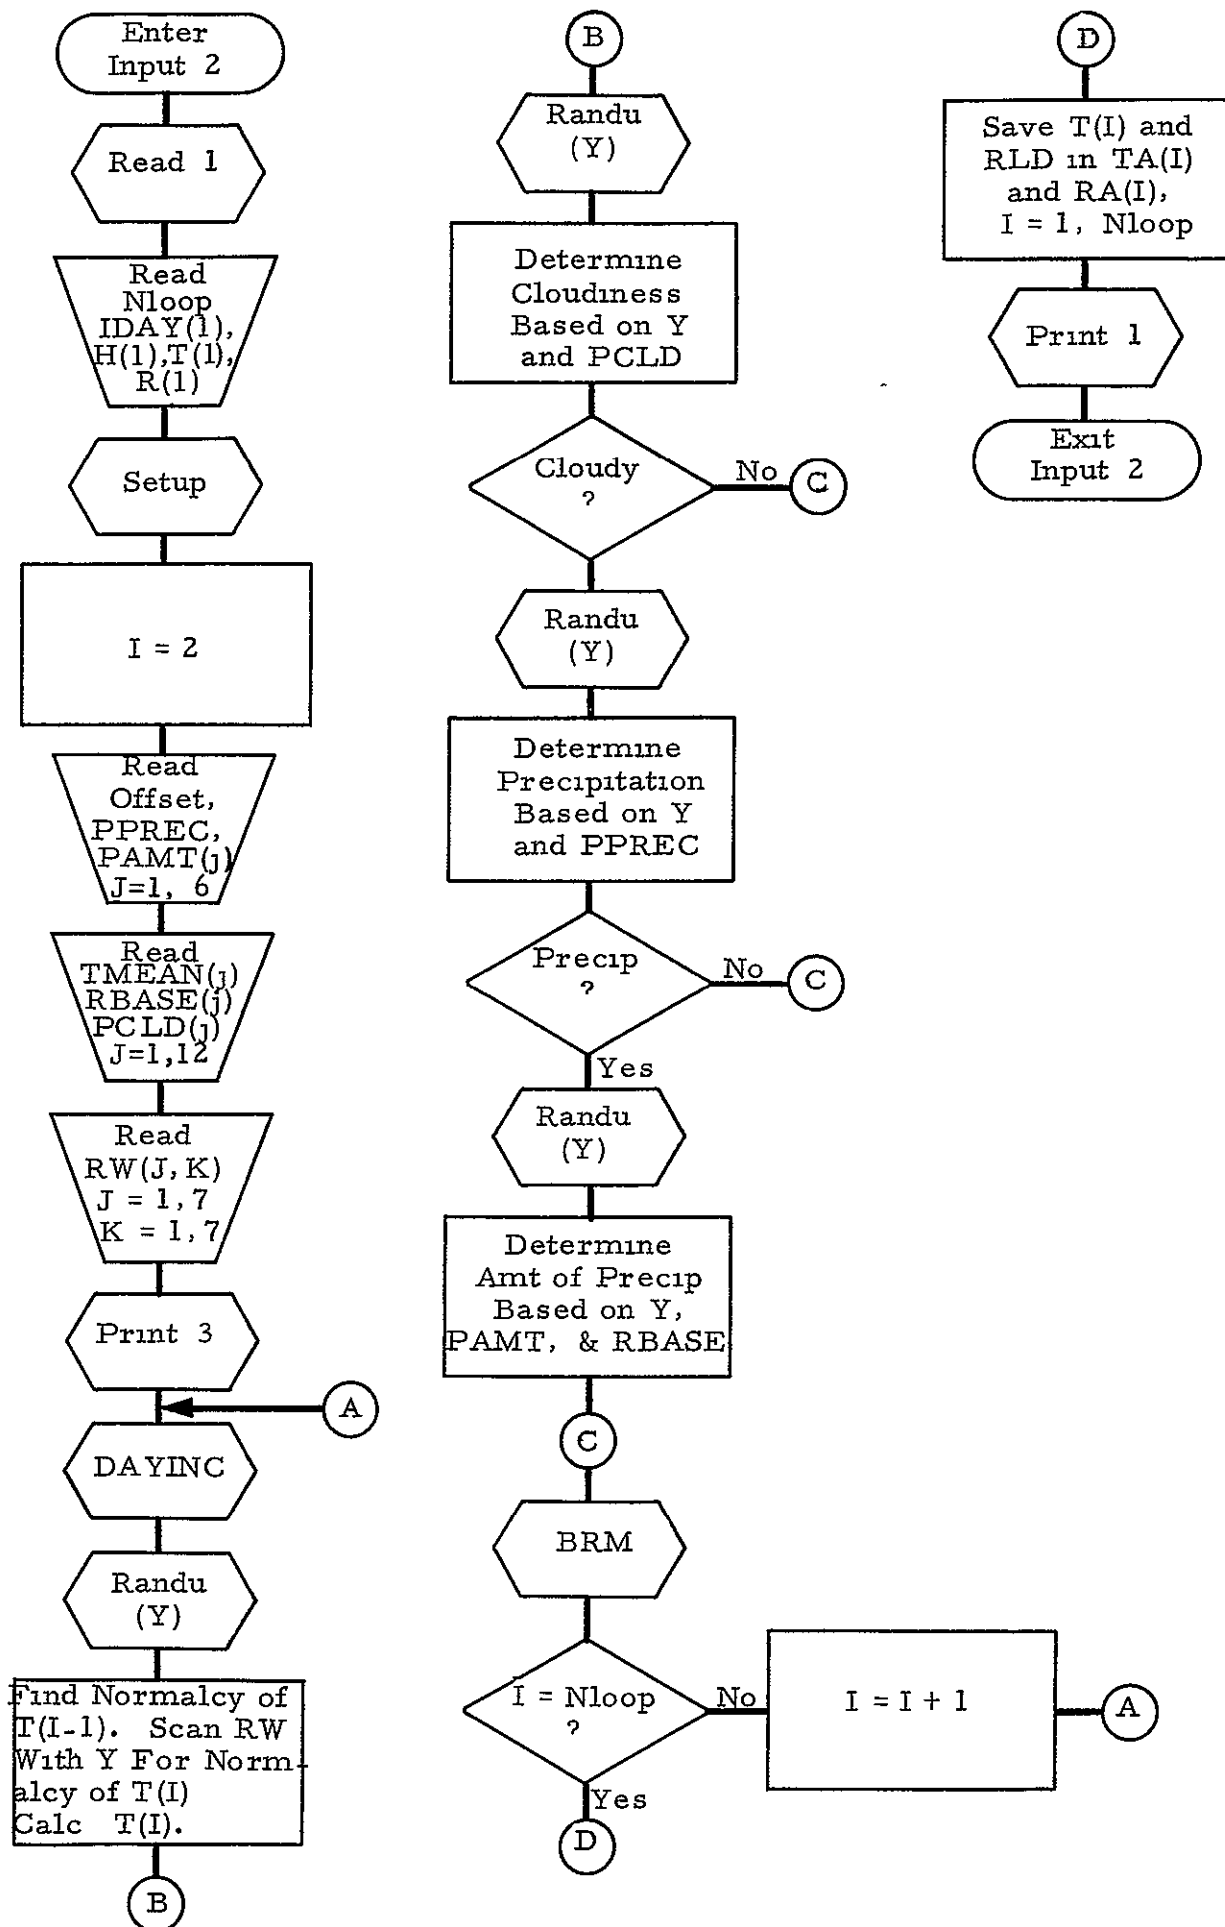 Enter
Input 2
Read 1
Read
Nloop
IDAY(1),
H(1),T(1),
R(1)
Setup
I = 2
Read
Offset,
PPREC,
PAMT(j)
J=1, 6
Read
TMEAN(j)
RBASE(j)
PCLD(j)
J=1,12
Read
RW(J,K)
J = 1,7
K = 1,7
Print 3
A
DAYINC
Randu
(Y)
Find Normalcy of
T(I-1). Scan RW
With Y For Norm-
alcy of T(I)
Calc T(I).
B
B
Randu
(Y)
Determine
Cloudiness
Based on Y
and PCLD
Cloudy
?
No
C
Randu
(Y)
Determine
Precipitation
Based on Y
and PPREC
Precip
?
No
C
Yes
Randu
(Y)
Determine
Amt of Precip
Based on Y,
PAMT, & RBASE
C
BRM
I = Nloop
?
No
I = I + 1
A
Yes
D
D
Save T(I) and
RLD in TA(I)
and RA(I),
I = 1, Nloop
Print 1
Exit
Input 2